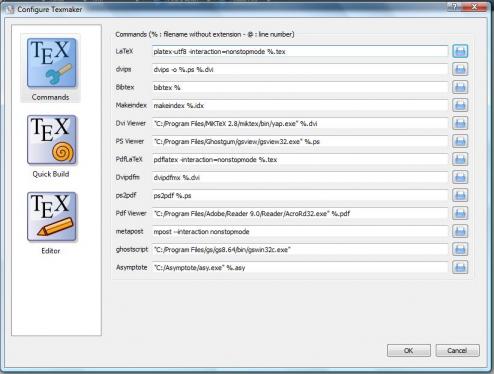 Configure Texmaker
TEX
Commands
TEX
Quick Build
TEX
Editor
Commands (% : filename without extension - @ : line number)
LaTeX platex-utf8 -interaction=nonstopmode %.tex
dvips dvips -o %.ps %.dvi
Bibtex bibtex %
Makeindex makeindex %.idx
Dvi Viewer "C:/Program Files/MiKTeX 2.8/miktex/bin/yap.exe" %.dvi
PS Viewer "C:/Program Files/Ghostgum/gsview/gsview32.exe" %.ps
PdfLaTeX pdflatex -interaction=nonstopmode %.tex
Dvipdfm dvipdfmx %.dvi
ps2pdf ps2pdf %.ps
Pdf Viewer "C:/Program Files/Adobe/Reader 9.0/Reader/AcroRd32.exe" %.pdf
metapost mpost --interaction nonstopmode
ghostscript "C:/Program Files/gs/gs8.64/bin/gswin32c.exe"
Asymptote "C:/Asymptote/asy.exe" %.asy
OK Cancel